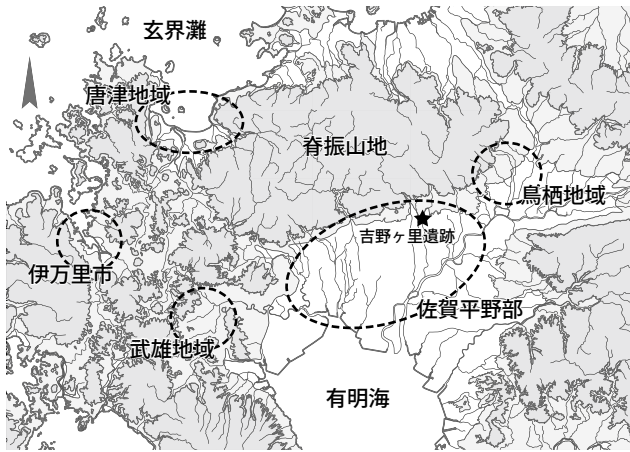 玄界灘
唐津地域
脊振山地
鳥栖地域
吉野ヶ里遺跡
伊万里市
佐賀平野部
武雄地域
有明海